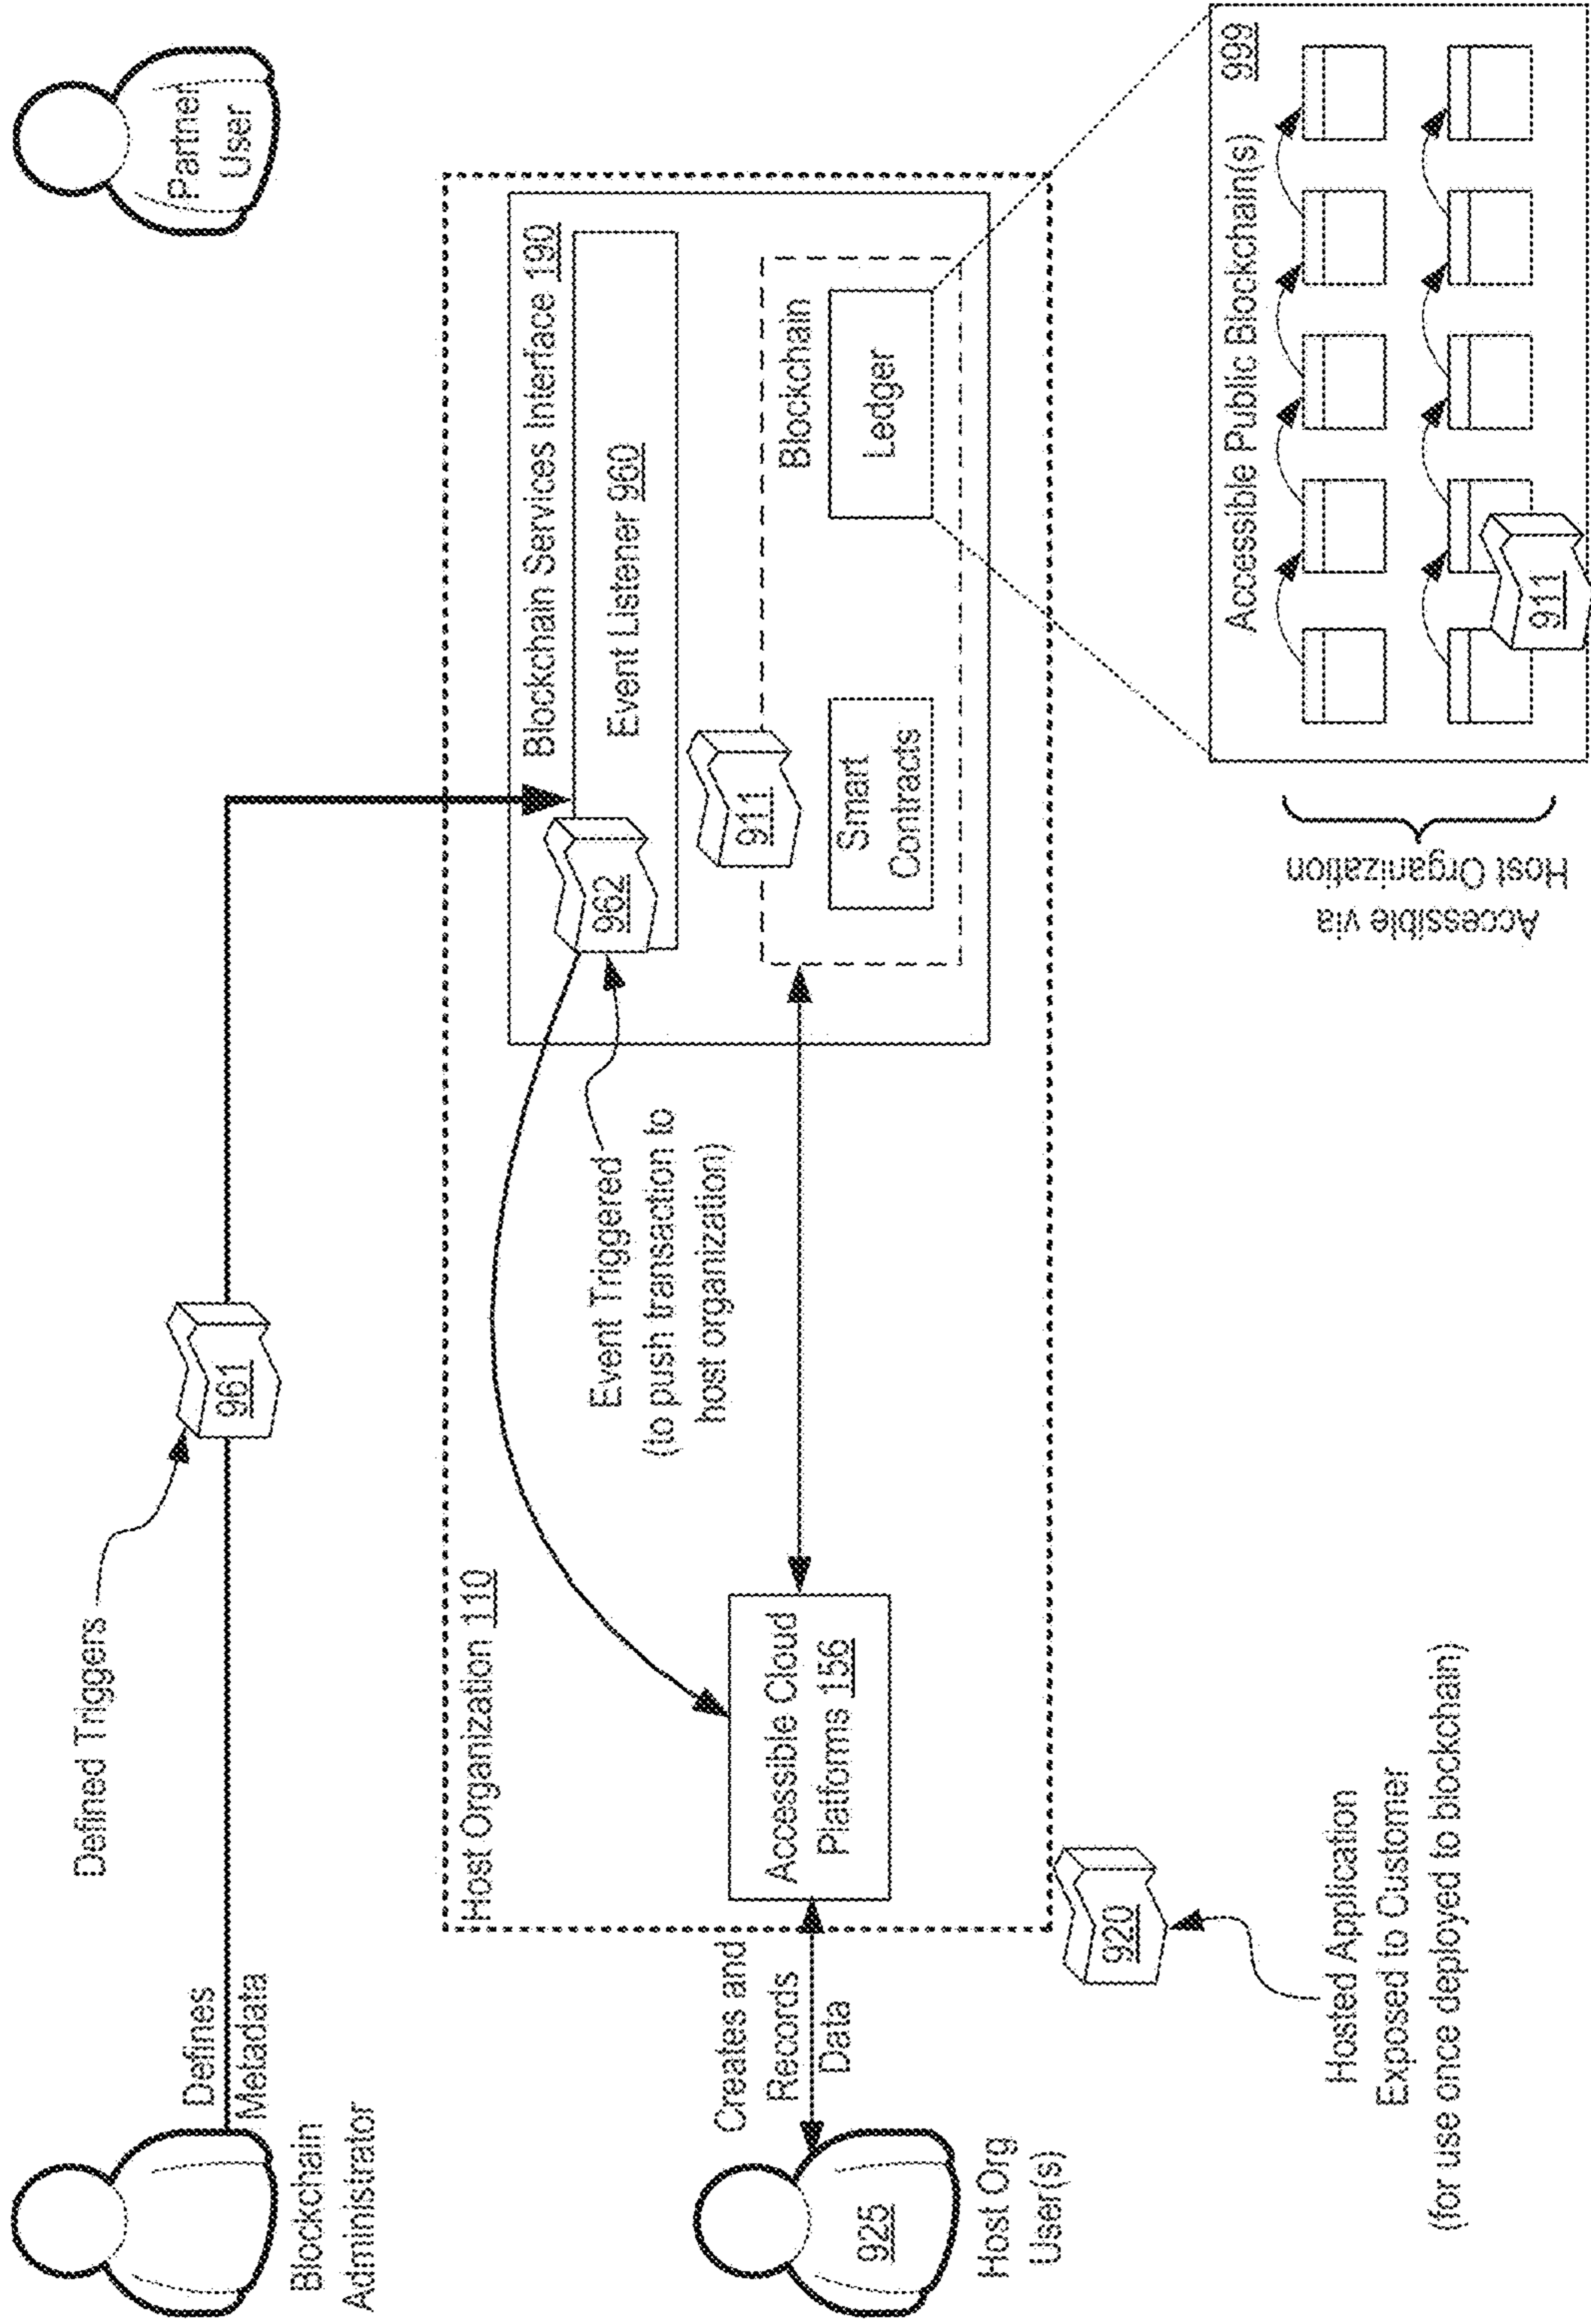 Blockchain
Administrator
Defines
Metadata
Defined Triggers
961
Partner
User
Host Organization 110
Blockchain Services Interface 190
Event Listener 960
962
Event Triggered
(to push transaction to
host organization)
911
Blockchain
Smart
Contracts
Ledger
Accessible Cloud
Platforms 156
Creates and
Records
Data
925
Host Org
User(s)
920
Hosted Application
Exposed to Customer
(for use once deployed to blockchain)
Accessible via
Host Organization
Accessible Public Blockchain(s) 999
911